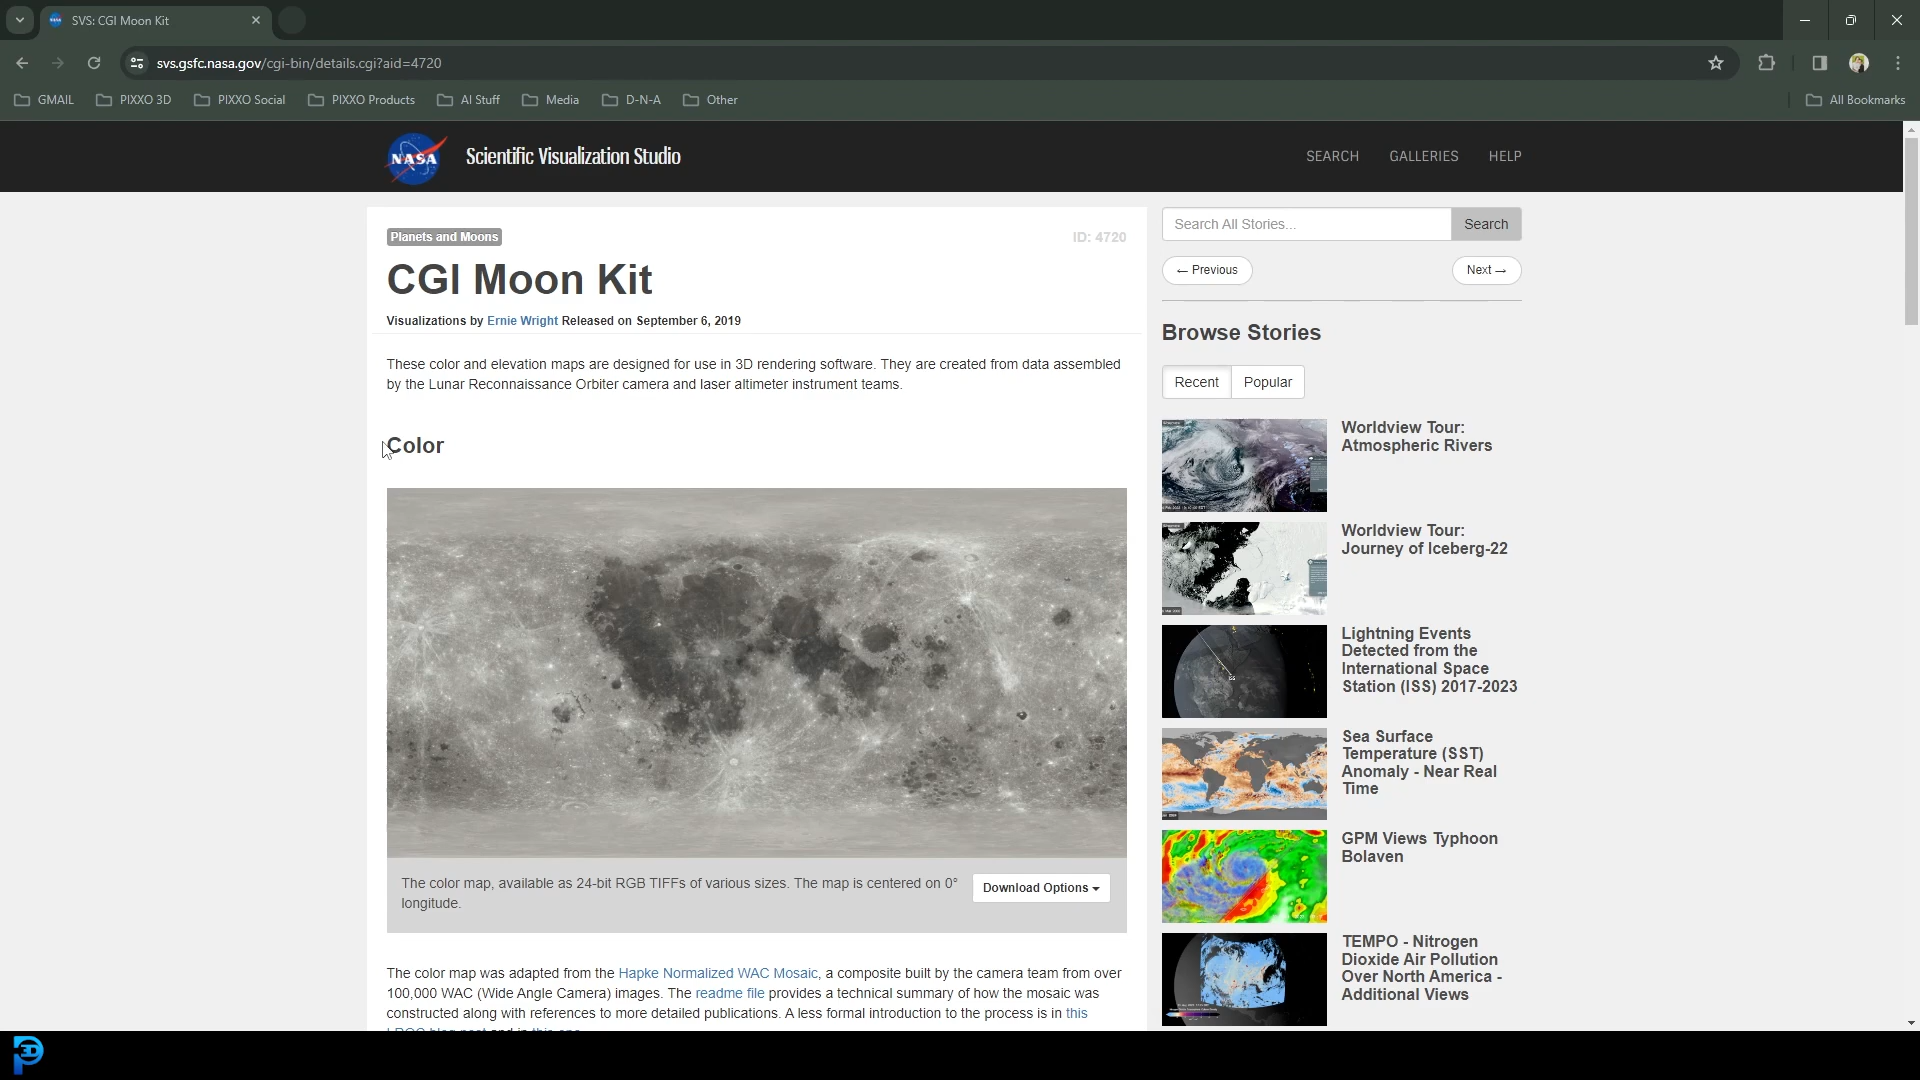 SVS: CGI Moon Kit
svs.gsfc.nasa.gov/cgi-bin/details.cgi?aid=4720
GMAIL
PIXXO 3D
PIXXO Social
PIXXO Products
AI Stuff
Media
D-N-A
Other
All Bookmarks
NASA
Scientific Visualization Studio
SEARCH
GALLERIES
HELP
Planets and Moons
ID: 4720
CGI Moon Kit
Visualizations by Ernie Wright Released on September 6, 2019
These color and elevation maps are designed for use in 3D rendering software. They are created from data assembled
by the Lunar Reconnaissance Orbiter camera and laser altimeter instrument teams.
Color
The color map, available as 24-bit RGB TIFFs of various sizes. The map is centered on 0°
longitude.
Download Options
The color map was adapted from the Hapke Normalized WAC Mosaic, a composite built by the camera team from over
100,000 WAC (Wide Angle Camera) images. The readme file provides a technical summary of how the mosaic was
constructed along with references to more detailed publications. A less formal introduction to the process is in this
Search All Stories...
Search
← Previous
Next →
Browse Stories
Recent
Popular
Worldview Tour:
Atmospheric Rivers
Worldview Tour:
Journey of Iceberg-22
Lightning Events
Detected from the
International Space
Station (ISS) 2017-2023
Sea Surface
Temperature (SST)
Anomaly - Near Real
Time
GPM Views Typhoon
Bolaven
TEMPO - Nitrogen
Dioxide Air Pollution
Over North America -
Additional Views